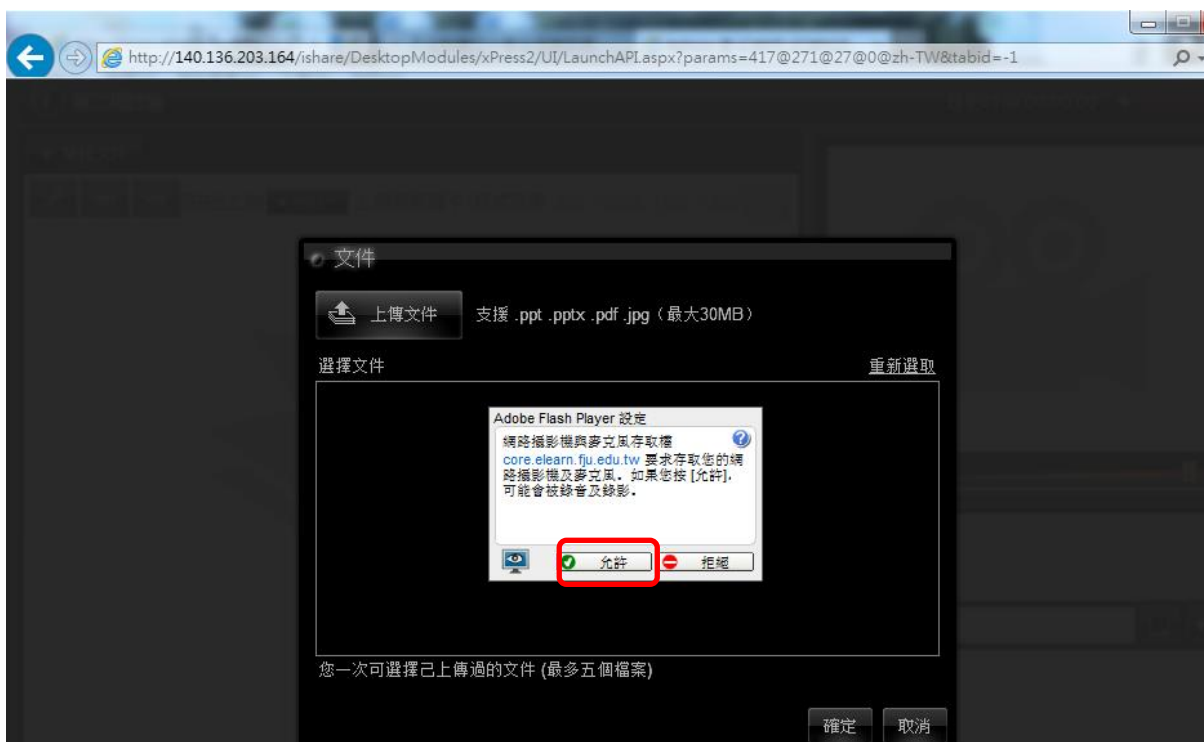 http://140.136.203.164/ishare/DesktopModules/xPress2/UI/LaunchAPI.aspx?params=417@271@27@0@zh-TW&tabid=-1
文件
上傳文件 支援 .ppt .pptx .pdf .jpg（最大30MB）
選擇文件 重新選取
Adobe Flash Player 設定
網路攝影機與麥克風存取權
core.elearn.fju.edu.tw 要求存取您的網
路攝影機及麥克風。如果您按 [允許]，
可能會被錄音及錄影。
允許 拒絕
您一次可選擇己上傳過的文件 (最多五個檔案)
確定 取消